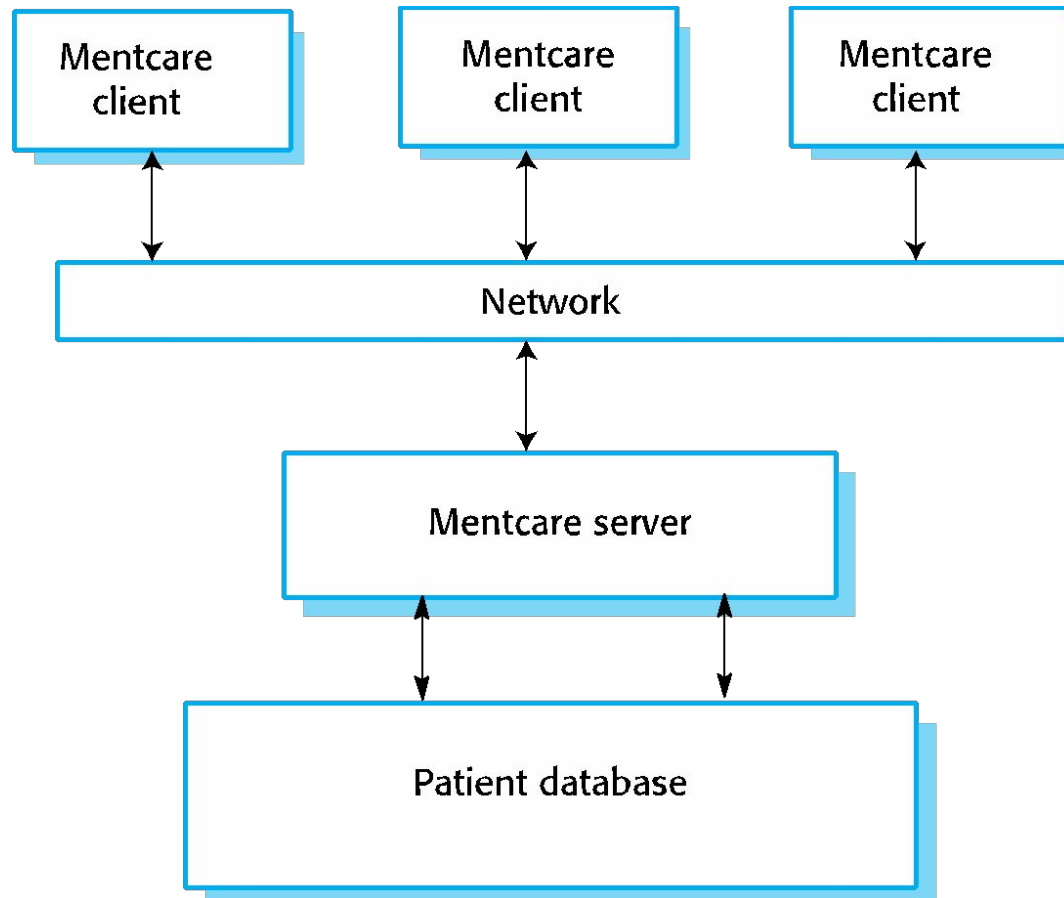 Mentcare
client
Mentcare
client
Mentcare
client
Network
Mentcare server
Patient database